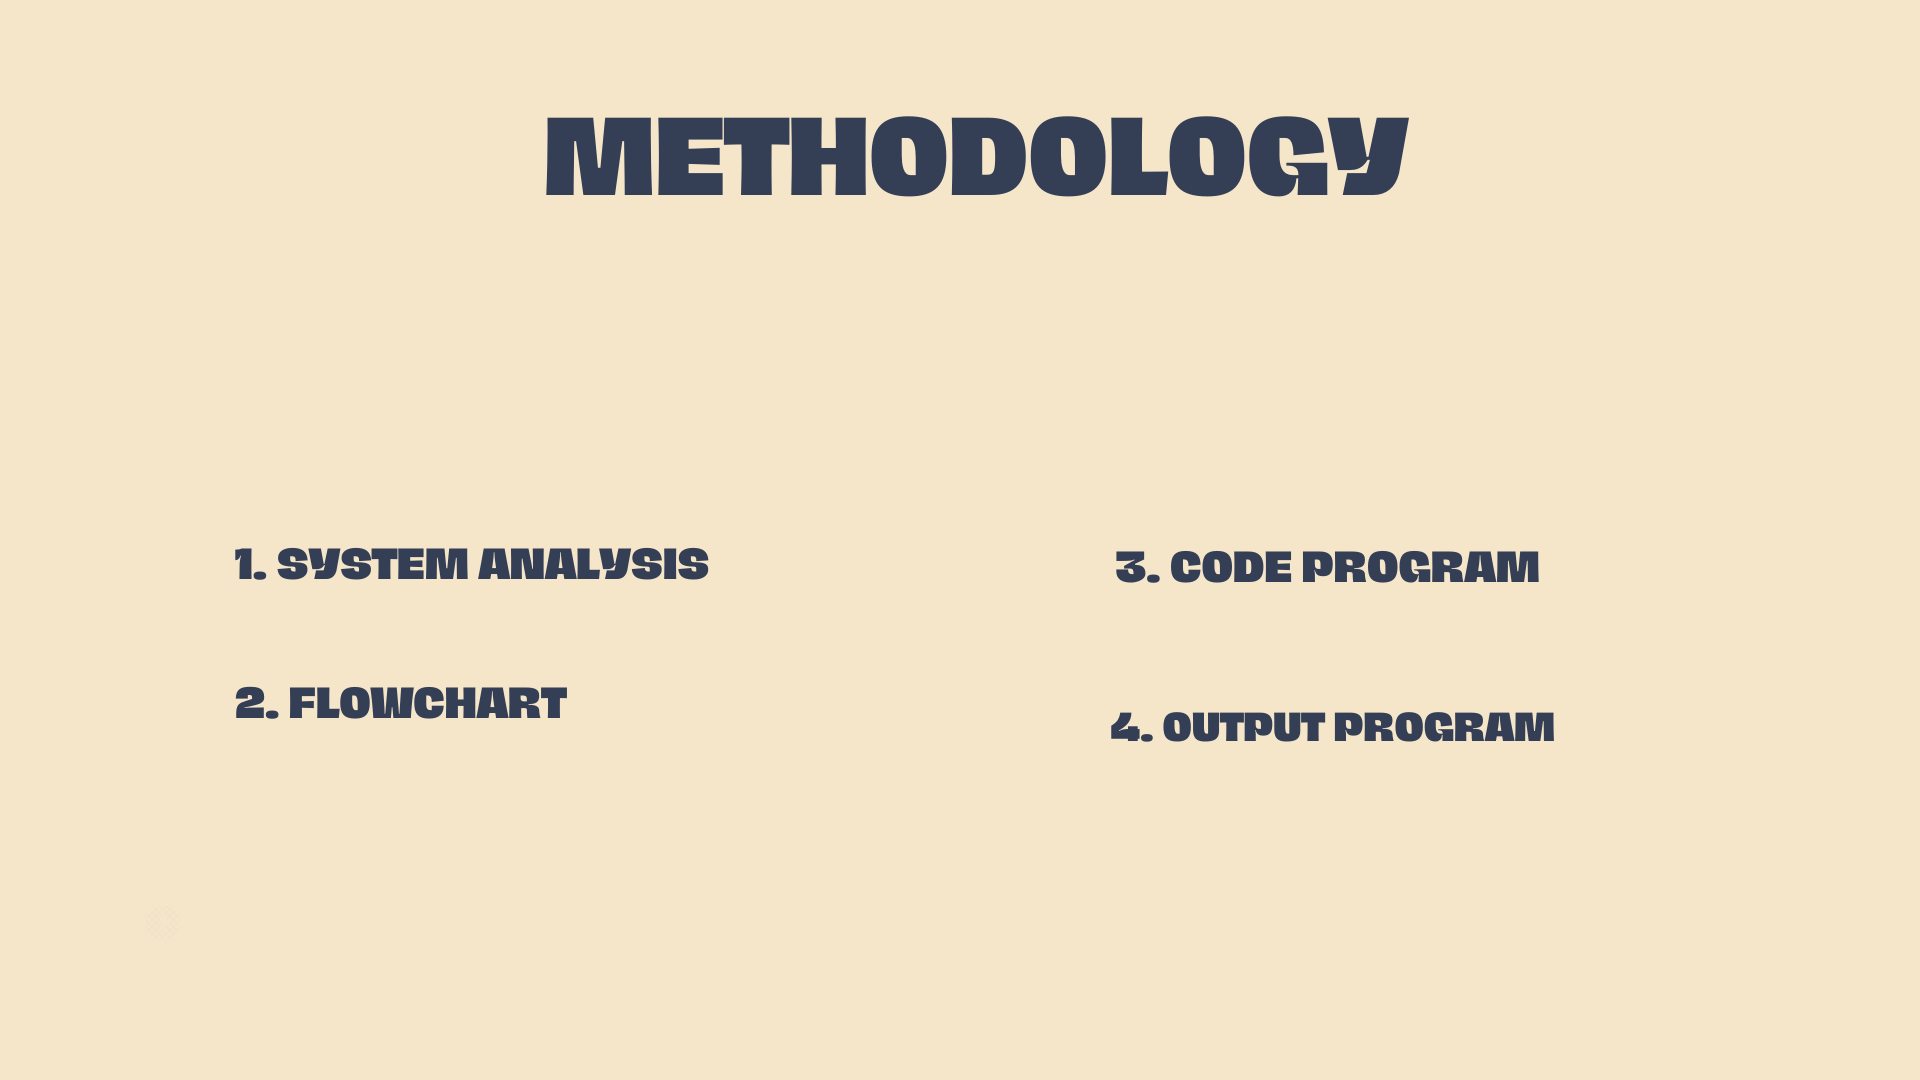 METHODOLOGY
1. SYSTEM ANALYSIS
2. FLOWCHART
3. CODE PROGRAM
4. OUTPUT PROGRAM